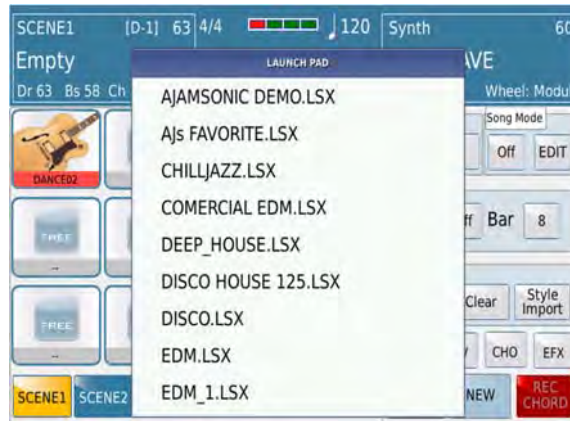 SCENE1 [D-1] 63 4/4 120 Synth 60
Empty
Dr 63 Bs 58 Ch Wheel: Modu
LAUNCH PAD
AJAMSONIC DEMO.LSX
AJs FAVORITE.LSX
CHILLJAZZ.LSX
COMERCIAL EDM.LSX
DEEP_HOUSE.LSX
DISCO HOUSE 125.LSX
DISCO.LSX
EDM.LSX
EDM_1.LSX
DANCE02
FREE
--
FREE
--
Song Mode
Off EDIT
Bar 8
Clear Style
Import
CHO EFX
SCENE1 SCENE2 NEW REC
CHORD